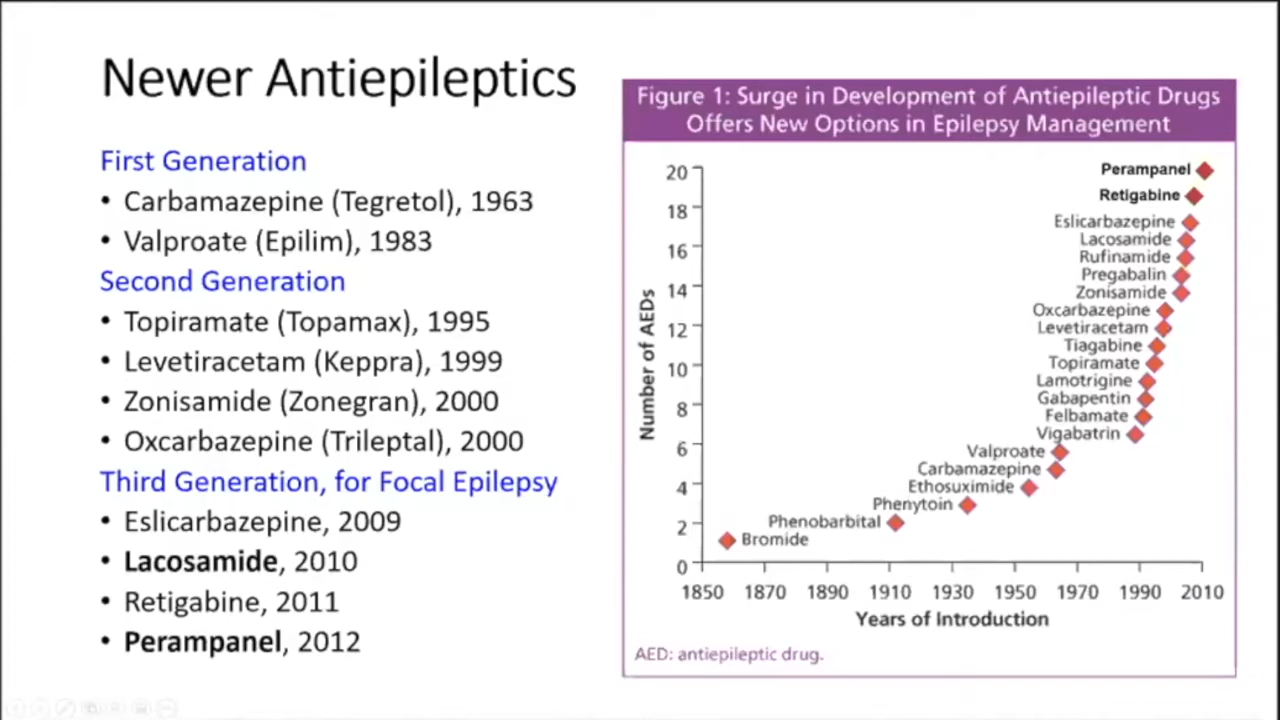 Newer Antiepileptics
First Generation
• Carbamazepine (Tegretol), 1963
• Valproate (Epilim), 1983
Second Generation
• Topiramate (Topamax), 1995
• Levetiracetam (Keppra), 1999
• Zonisamide (Zonegran), 2000
• Oxcarbazepine (Trileptal), 2000
Third Generation, for Focal Epilepsy
• Eslicarbazepine, 2009
• Lacosamide, 2010
• Retigabine, 2011
• Perampanel, 2012
Figure 1: Surge in Development of Antiepileptic Drugs
Offers New Options in Epilepsy Management
Number of AEDs
20
18
16
14
12
10
8
6
4
2
0
Perampanel
Retigabine
Eslicarbazepine
Lacosamide
Rufinamide
Pregabalin
Zonisamide
Oxcarbazepine
Levetiracetam
Tiagabine
Topiramate
Lamotrigine
Gabapentin
Felbamate
Vigabatrin
Valproate
Carbamazepine
Ethosuximide
Phenytoin
Phenobarbital
Bromide
1850 1870 1890 1910 1930 1950 1970 1990 2010
Years of Introduction
AED: antiepileptic drug.